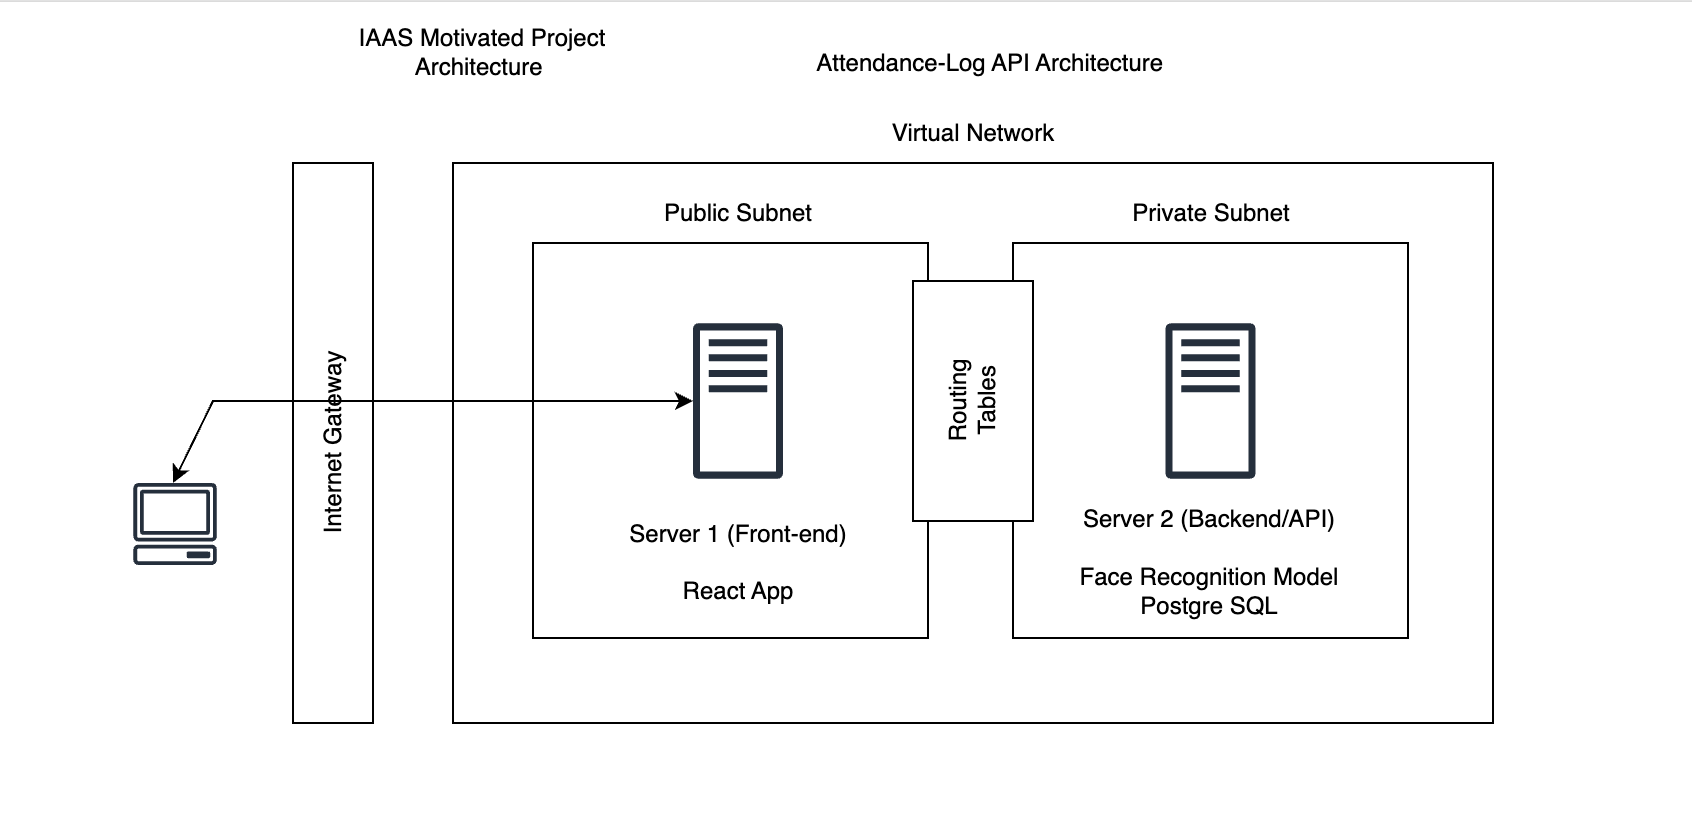 IAAS Motivated Project
Architecture
Attendance-Log API Architecture
Virtual Network
Public Subnet
Private Subnet
Internet Gateway
Routing
Tables
Server 1 (Front-end)
React App
Server 2 (Backend/API)
Face Recognition Model
Postgre SQL